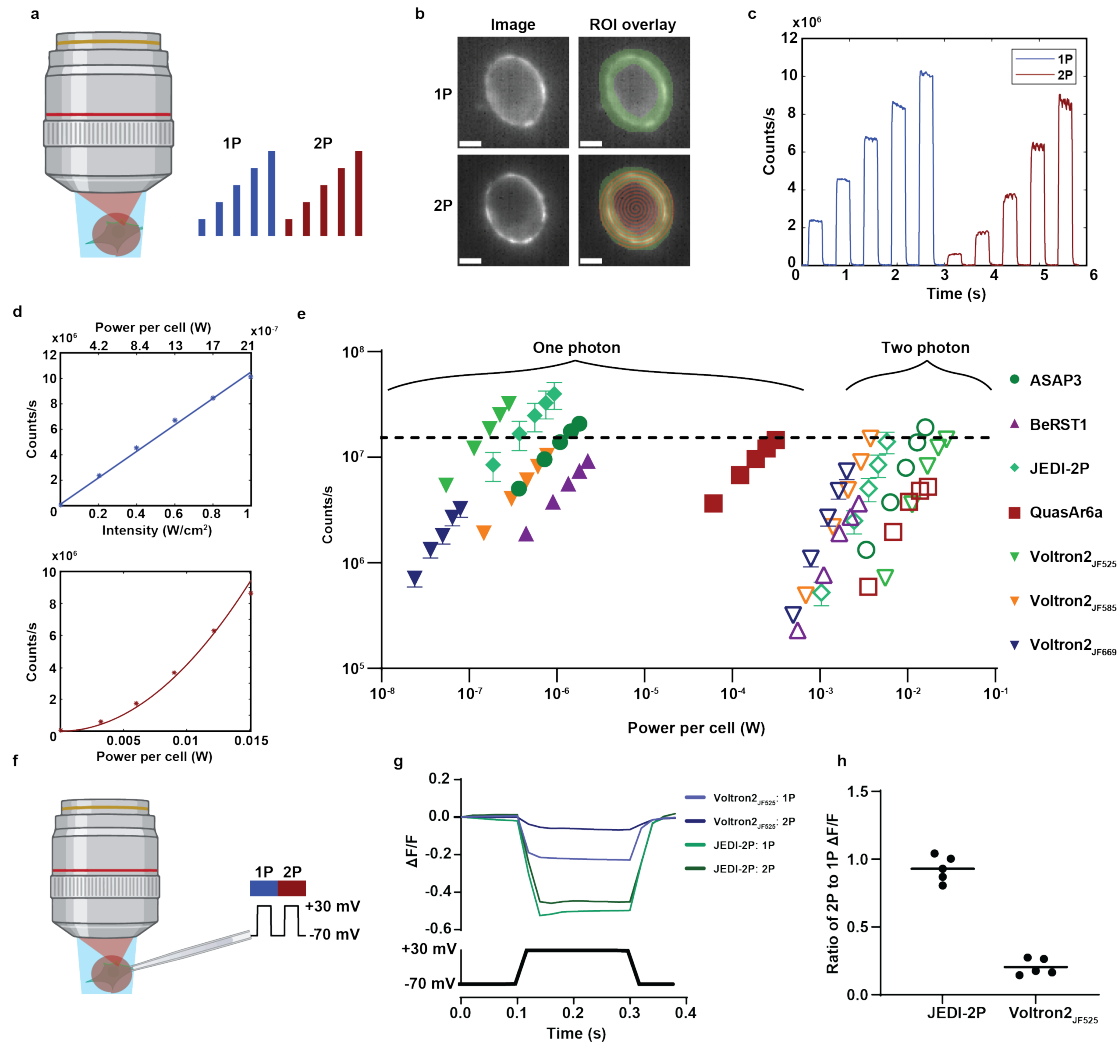 a
1P 2P
b
Image ROI overlay
1P
2P
c
x10⁶
12
10
8
6
4
2
0
Counts/s
1P
2P
0 1 2 3 4 5 6
Time (s)
d
Power per cell (W)
x10⁶ x10⁻⁷
4.2 8.4 13 17 21
12
10
8
6
4
2
0
Counts/s
0.2 0.4 0.6 0.8 1
Intensity (W/cm²)
x10⁶
10
8
6
4
2
0
Counts/s
0.005 0.01 0.015
Power per cell (W)
e
One photon Two photon
10⁸
10⁷
10⁶
10⁵
Counts/s
10⁻⁸ 10⁻⁷ 10⁻⁶ 10⁻⁵ 10⁻⁴ 10⁻³ 10⁻² 10⁻¹
Power per cell (W)
ASAP3
BeRST1
JEDI-2P
QuasAr6a
Voltron2JF525
Voltron2JF585
Voltron2JF669
f
1P 2P
+30 mV
-70 mV
g
0.2
0.0
-0.2
-0.4
-0.6
ΔF/F
Voltron2JF525: 1P
Voltron2JF525: 2P
JEDI-2P: 1P
JEDI-2P: 2P
+30 mV
-70 mV
0.0 0.1 0.2 0.3 0.4
Time (s)
h
1.5
1.0
0.5
0.0
Ratio of 2P to 1P ΔF/F
JEDI-2P Voltron2JF525